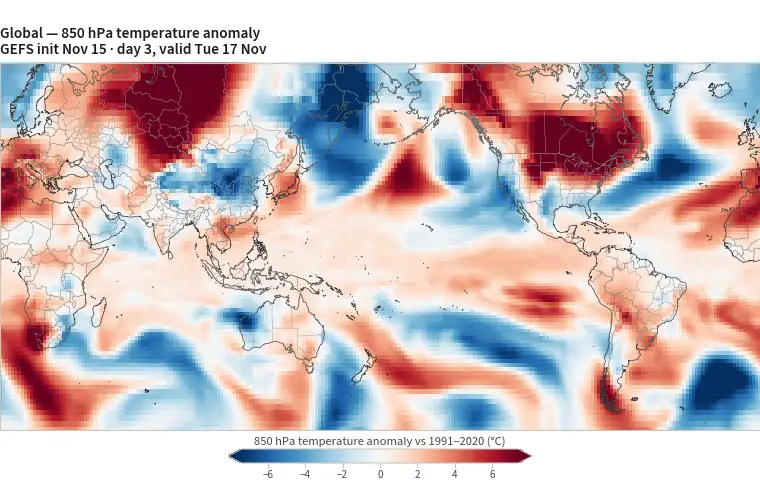 Global — 850 hPa temperature anomaly
GEFS init Nov 15 · day 3, valid Tue 17 Nov
850 hPa temperature anomaly vs 1991–2020 (°C)
−6 −4 −2 0 2 4 6